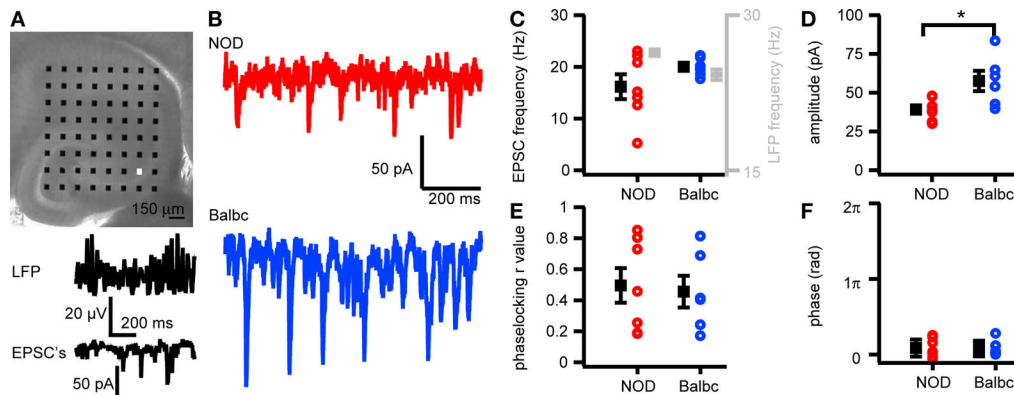 A
150 µm
LFP
20 µV
200 ms
EPSC's
50 pA
B
NOD
50 pA
200 ms
Balbc
C
EPSC frequency (Hz)
30
20
10
0
NOD
Balbc
30
15
LFP frequency (Hz)
D
amplitude (pA)
100
75
50
25
0
*
NOD
Balbc
E
phaselocking r value
1
0.8
0.6
0.4
0.2
0
NOD
Balbc
F
phase (rad)
2π
1π
0
NOD
Balbc